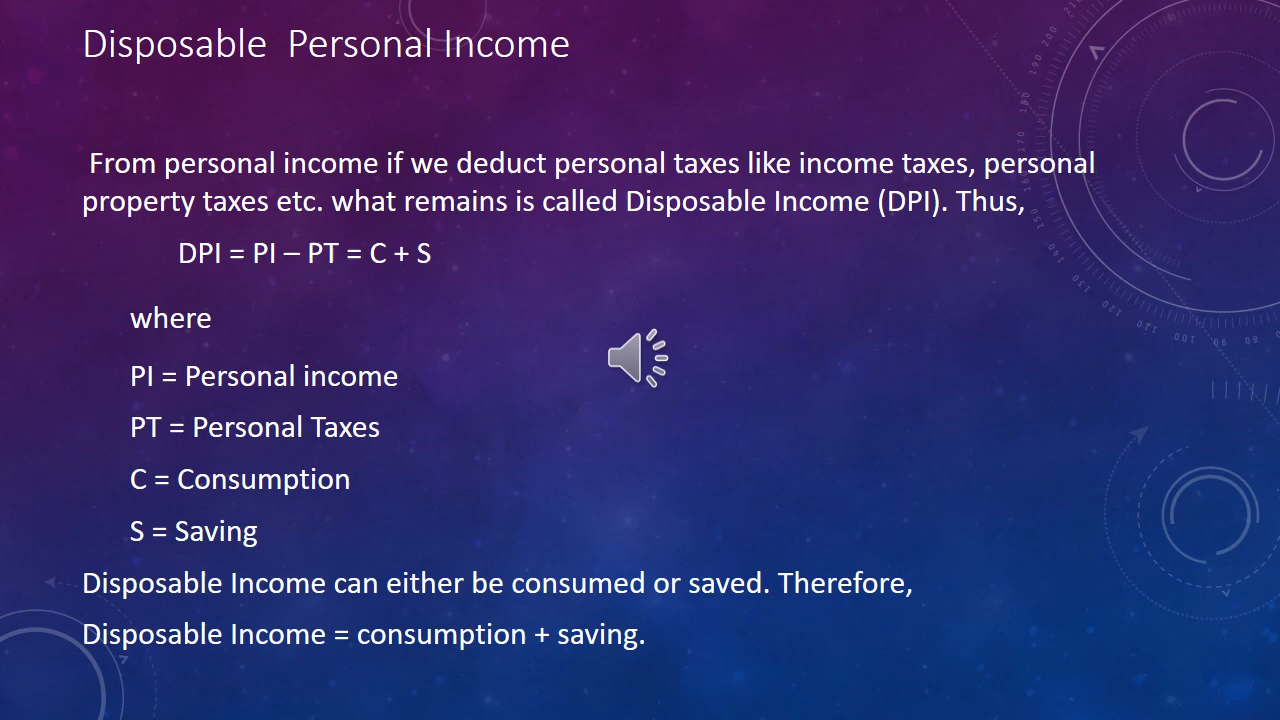 Disposable  Personal Income
From personal income if we deduct personal taxes like income taxes, personal
property taxes etc. what remains is called Disposable Income (DPI). Thus,
DPI = PI – PT = C + S
where
PI = Personal income
PT = Personal Taxes
C = Consumption
S = Saving
Disposable Income can either be consumed or saved. Therefore,
Disposable Income = consumption + saving.